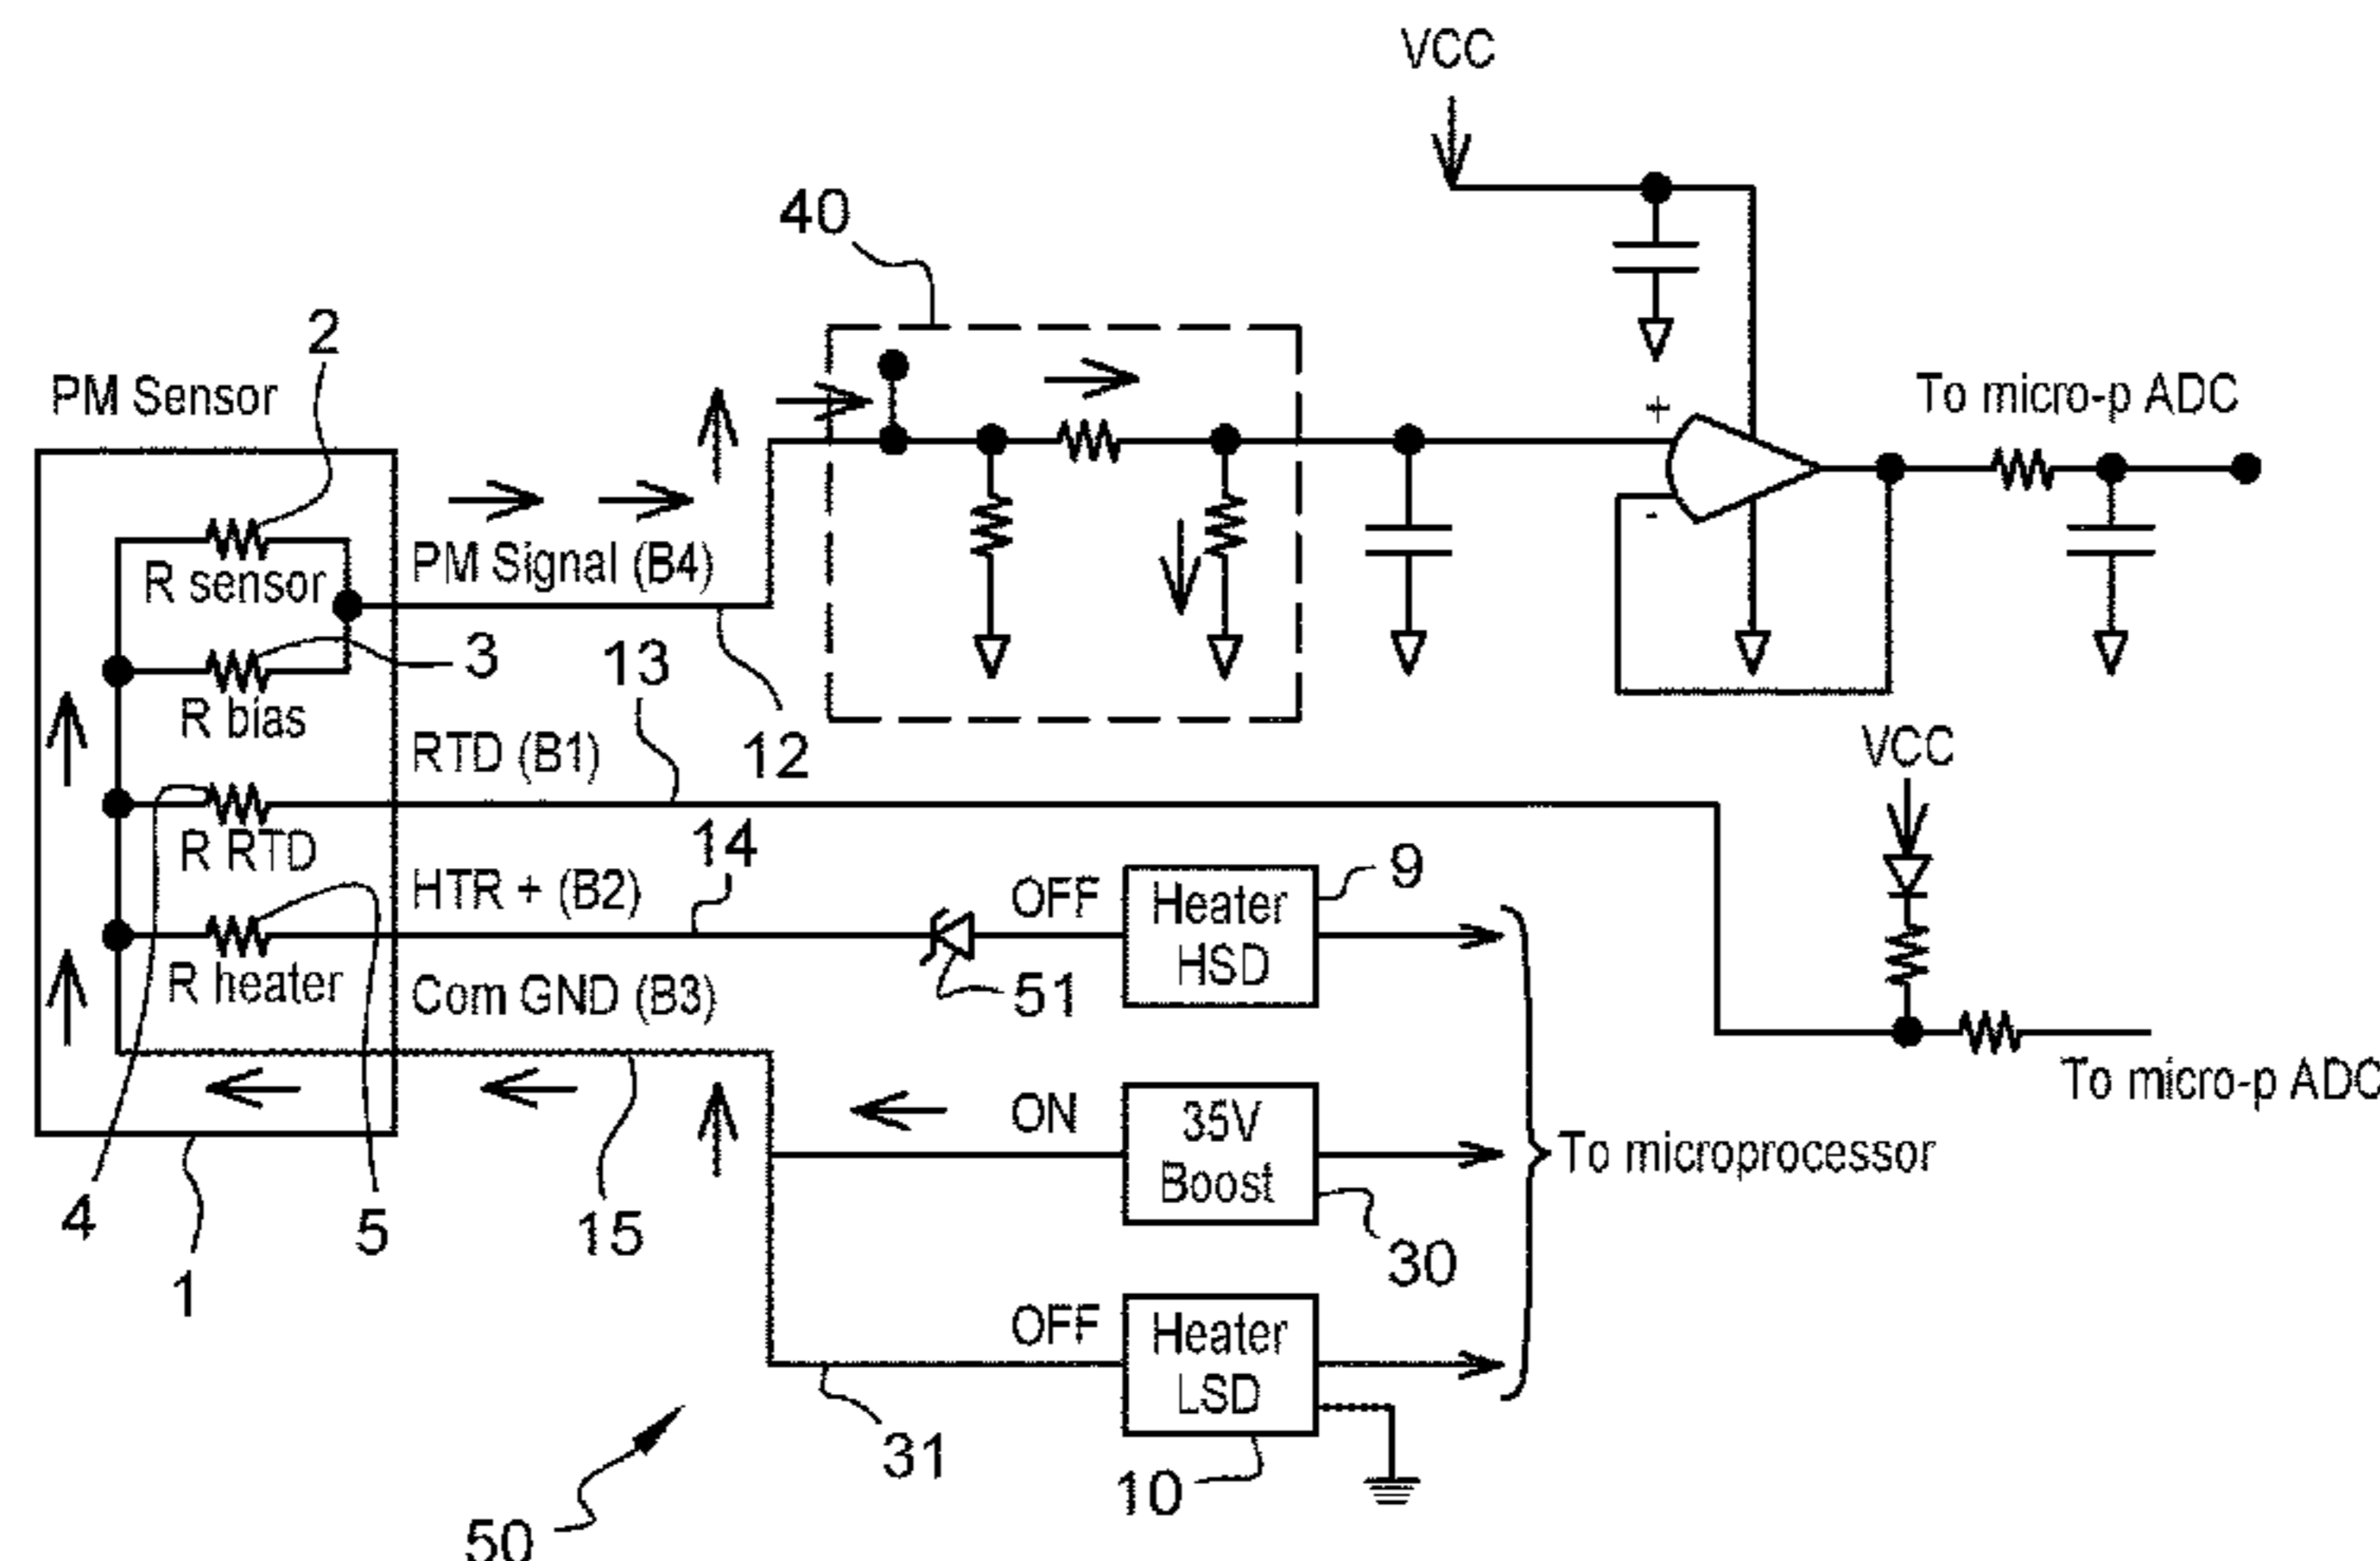 VCC
40
2
PM Sensor
+
To micro-p ADC
R sensor
PM Signal (B4)
-
3
13
R bias
RTD (B1)
12
VCC
R RTD
14
HTR + (B2)
OFF
Heater
HSD
9
R heater
Com GND (B3)
51
To micro-p ADC
ON
35V
Boost
To microprocessor
4
5
15
30
1
OFF
Heater
LSD
31
10
50